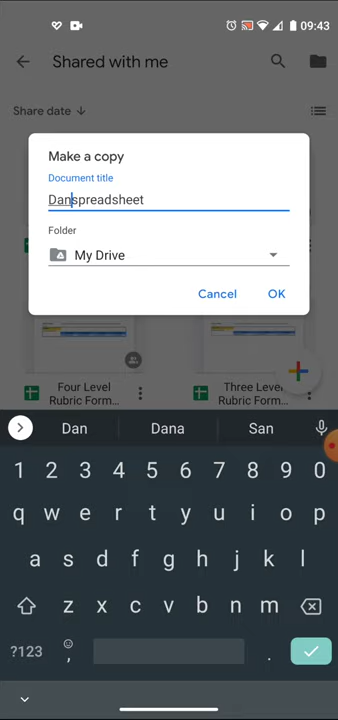 09:43
Shared with me
Share date
Make a copy
Document title
Danspreadsheet
Folder
My Drive
Cancel
OK
Four Level
Rubric Form...
Three Level
Rubric Form...
Dan Dana San
1 2 3 4 5 6 7 8 9 0
q w e r t y u i o p
a s d f g h j k l
z x c v b n m
?123 , .